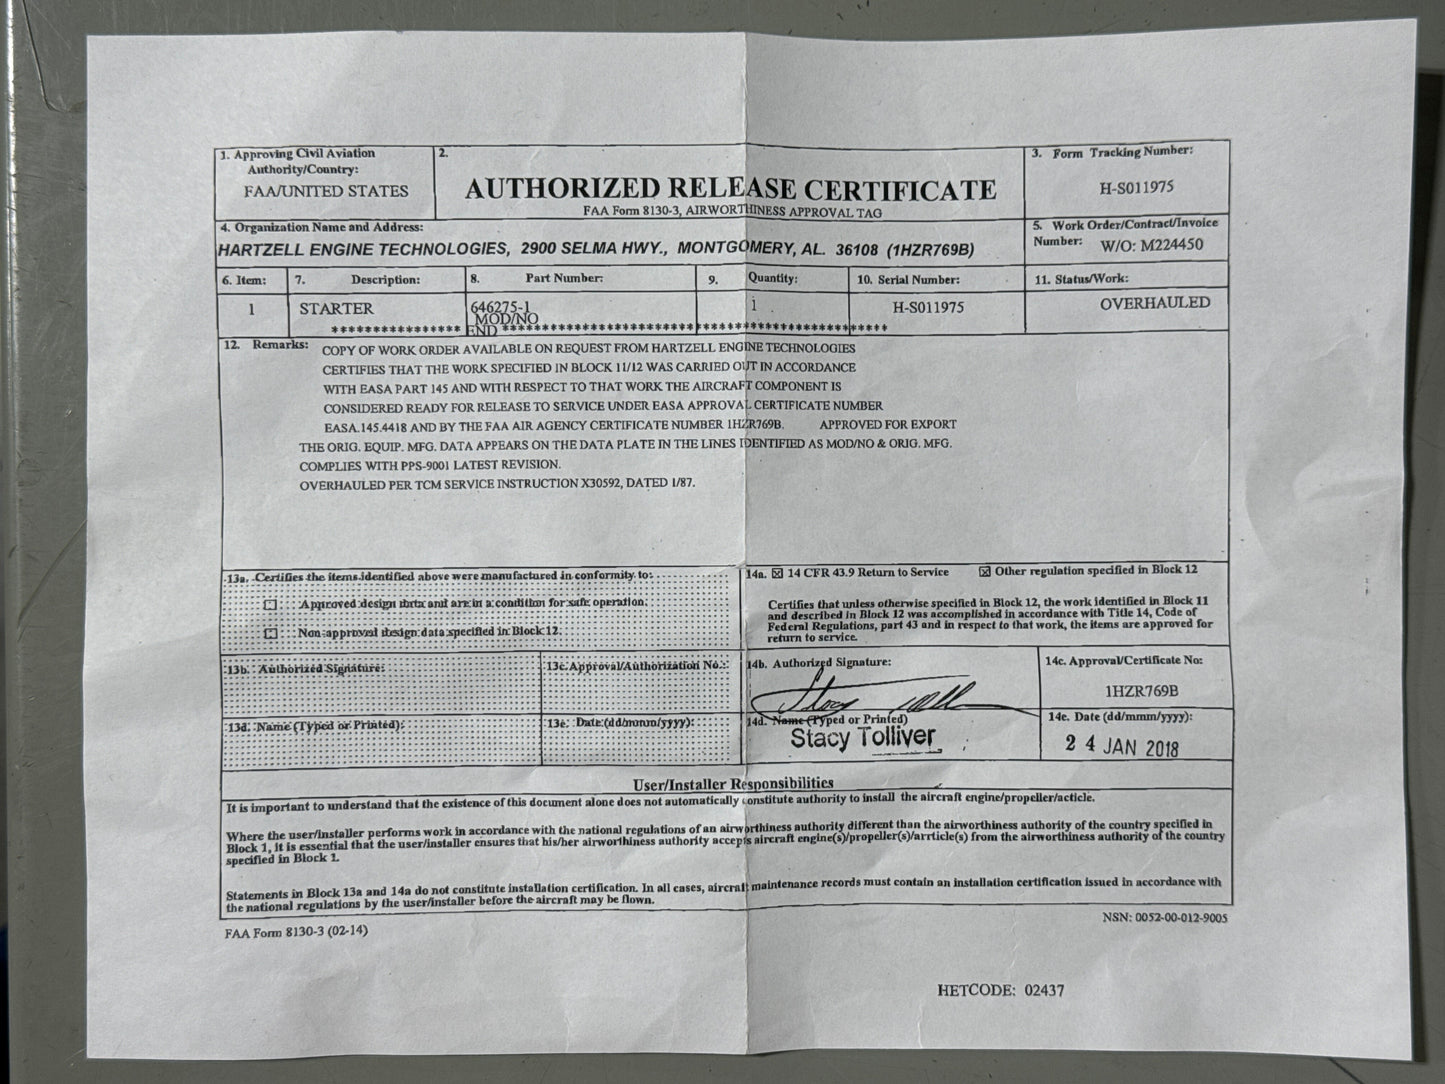 1. Approving Civil Aviation
Authority/Country:
FAA/UNITED STATES
2.
AUTHORIZED RELEASE CERTIFICATE
FAA Form 8130-3, AIRWORTHINESS APPROVAL TAG
3. Form Tracking Number:
H-S011975
4. Organization Name and Address:
HARTZELL ENGINE TECHNOLOGIES, 2900 SELMA HWY., MONTGOMERY, AL. 36108 (1HZR769B)
5. Work Order/Contract/Invoice
Number: W/O: M224450
6. Item: 7. Description: 8. Part Number: 9. Quantity: 10. Serial Number: 11. Status/Work:
1 STARTER 646275-1 1 H-S011975 OVERHAULED
MOD/NO
**************** END ******************************************
12. Remarks: COPY OF WORK ORDER AVAILABLE ON REQUEST FROM HARTZELL ENGINE TECHNOLOGIES
CERTIFIES THAT THE WORK SPECIFIED IN BLOCK 11/12 WAS CARRIED OUT IN ACCORDANCE
WITH EASA PART 145 AND WITH RESPECT TO THAT WORK THE AIRCRAFT COMPONENT IS
CONSIDERED READY FOR RELEASE TO SERVICE UNDER EASA APPROVAL CERTIFICATE NUMBER
EASA.145.4418 AND BY THE FAA AIR AGENCY CERTIFICATE NUMBER 1HZR769B. APPROVED FOR EXPORT
THE ORIG. EQUIP. MFG. DATA APPEARS ON THE DATA PLATE IN THE LINES IDENTIFIED AS MOD/NO & ORIG. MFG.
COMPLIES WITH PPS-9001 LATEST REVISION.
OVERHAULED PER TCM SERVICE INSTRUCTION X30592, DATED 1/87.
13a. Certifies the items identified above were manufactured in conformity to:
☐ Approved design data and are in a condition for safe operation.
☐ Non-approved design data specified in Block 12.
14a. ☒ 14 CFR 43.9 Return to Service ☒ Other regulation specified in Block 12
Certifies that unless otherwise specified in Block 12, the work identified in Block 11
and described in Block 12 was accomplished in accordance with Title 14, Code of
Federal Regulations, part 43 and in respect to that work, the items are approved for
return to service.
13b. Authorized Signature:
13c. Approval/Authorization No.:
14b. Authorized Signature:
14c. Approval/Certificate No:
1HZR769B
13d. Name (Typed or Printed):
13e. Date (dd/mmm/yyyy):
14d. Name (Typed or Printed)
Stacy Tolliver
14e. Date (dd/mmm/yyyy):
24 JAN 2018
User/Installer Responsibilities
It is important to understand that the existence of this document alone does not automatically constitute authority to install the aircraft engine/propeller/acticle.
Where the user/installer performs work in accordance with the national regulations of an airworthiness authority different than the airworthiness authority of the country specified in
Block 1, it is essential that the user/installer ensures that his/her airworthiness authority accepts aircraft engine(s)/propeller(s)/arrticle(s) from the airworthiness authority of the country
specified in Block 1.
Statements in Block 13a and 14a do not constitute installation certification. In all cases, aircraft maintenance records must contain an installation certification issued in accordance with
the national regulations by the user/installer before the aircraft may be flown.
FAA Form 8130-3 (02-14)
NSN: 0052-00-012-9005
HETCODE: 02437